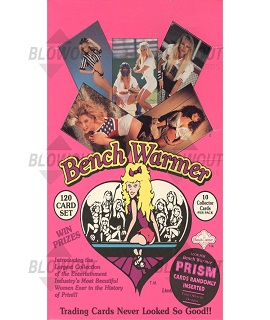 BLOWOUT
Bench Warmer
120
CARD
SET
10
Collector
Cards
PER PACK
WIN
PRIZES
Introducing the
Largest Collection
of the Entertainment
Industry's Most Beautiful
Women Ever in the History
of Print!!
T.M.
Bench Warmer
PRISM
CARDS RANDOMLY
INSERTED
Trading Cards Never Looked So Good!!